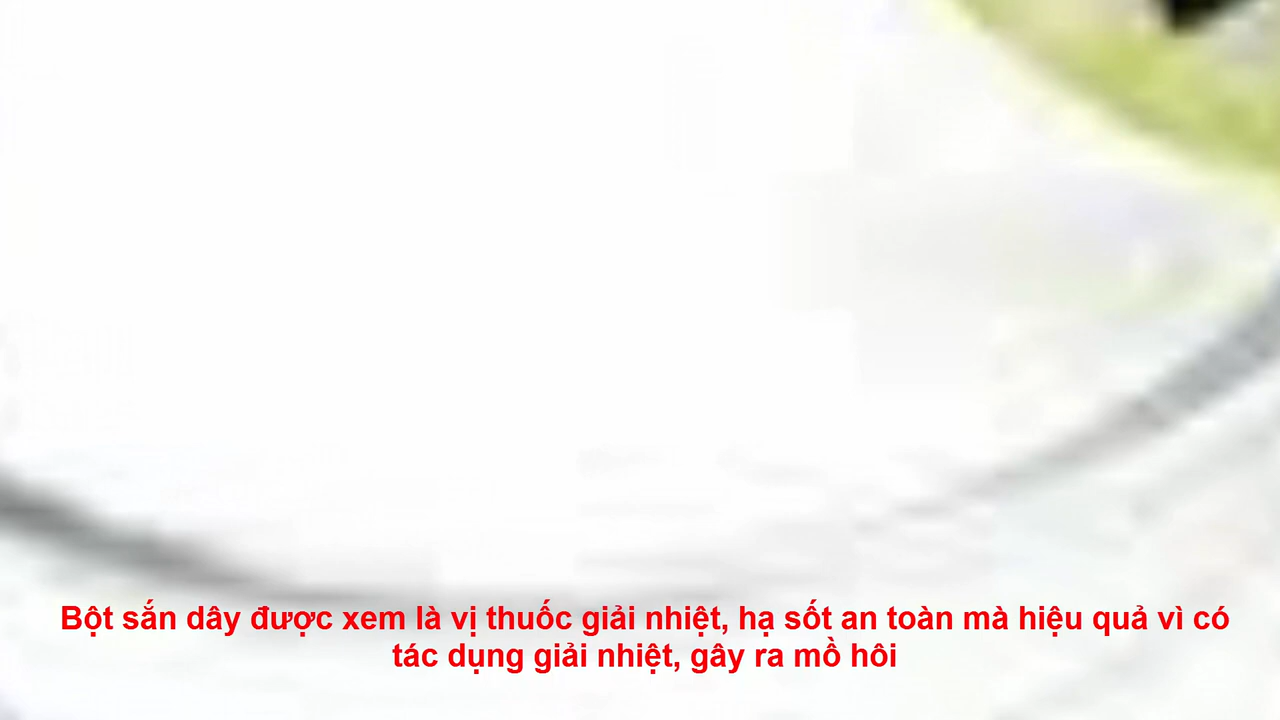 Bột sắn dây được xem là vị thuốc giải nhiệt, hạ sốt an toàn mà hiệu quả vì có
tác dụng giải nhiệt, gây ra mồ hôi